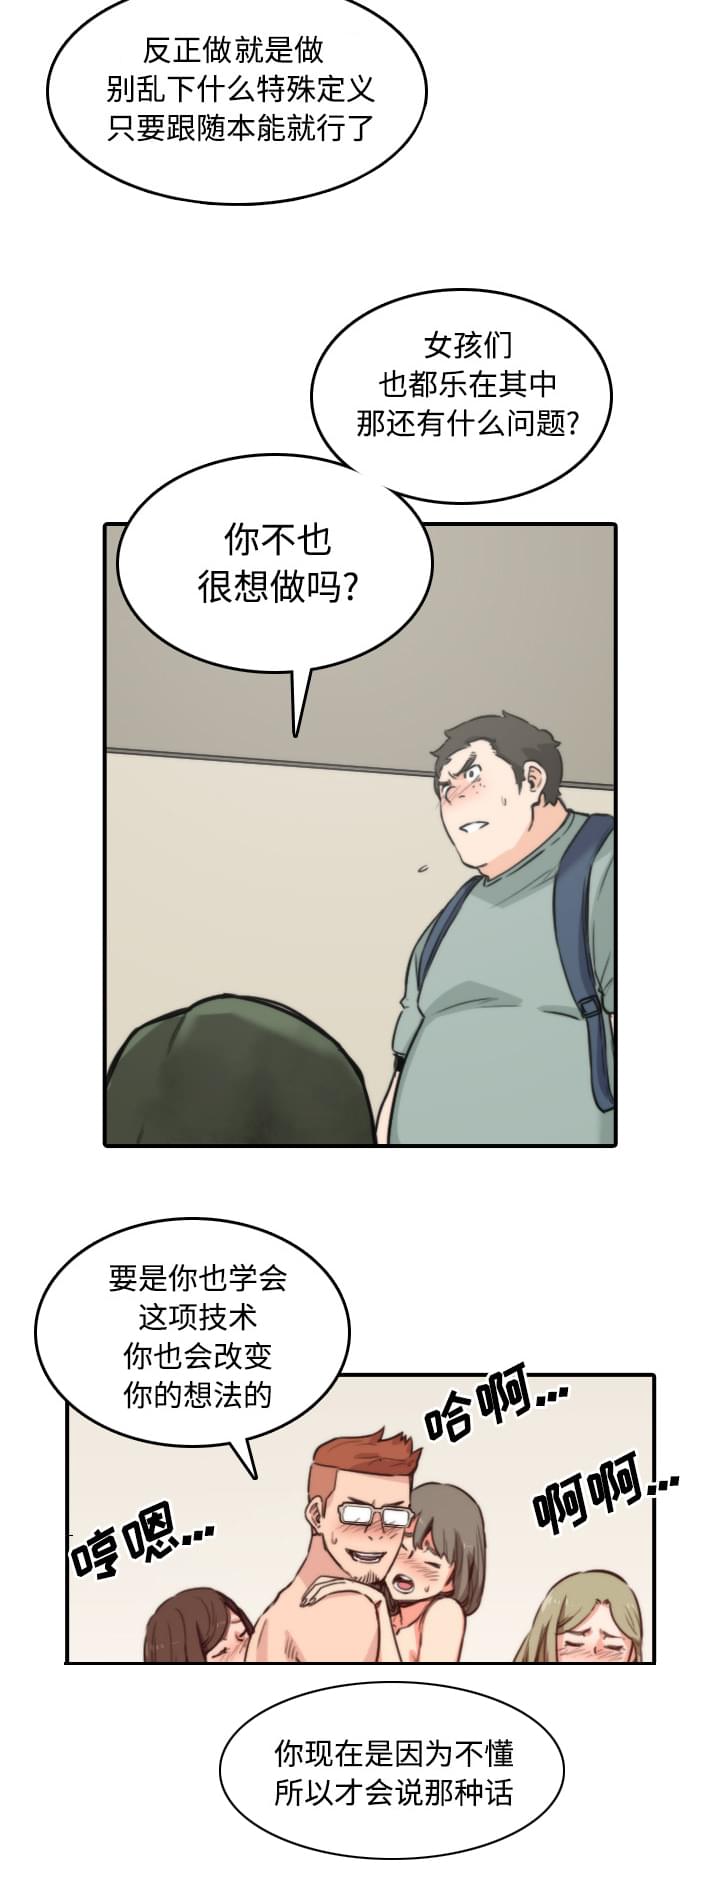 反正做就是做
别乱下什么特殊定义
只要跟随本能就行了
女孩们
也都乐在其中
那还有什么问题?
你不也
很想做吗?
要是你也学会
这项技术
你也会改变
你的想法的
哈啊...
啊啊...
哼嗯...
你现在是因为不懂
所以才会说那种话